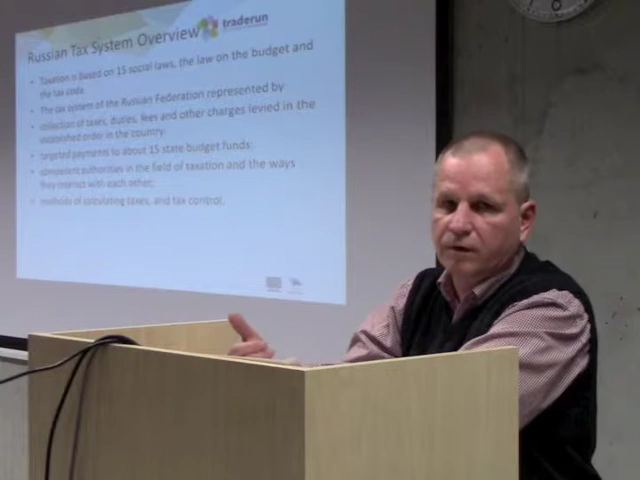 traderun
Russian Tax System Overview
• Taxation is based on 15 social laws, the law on the budget and
the tax code.
• The tax system of the Russian Federation represented by
• collection of taxes, duties, fees and other charges levied in the
established order in the country.
• targeted payments to about 15 state budget funds:
• competent authorities in the field of taxation and the ways
they interact with each other;
• methods of calculating taxes, and tax control.